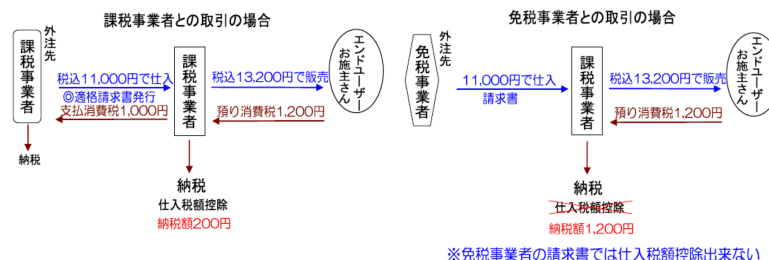 課税事業者との取引の場合
外注先
課税事業者
税込11,000円で仕入
◎適格請求書発行
支払消費税1,000円
納税
課税事業者
税込13,200円で販売
預り消費税1,200円
エンドユーザー
お施主さん
納税
仕入税額控除
納税額200円
免税事業者との取引の場合
外注先
免税事業者
11,000円で仕入
請求書
課税事業者
税込13,200円で販売
預り消費税1,200円
エンドユーザー
お施主さん
納税
仕入税額控除
納税額1,200円
※免税事業者の請求書では仕入税額控除出来ない